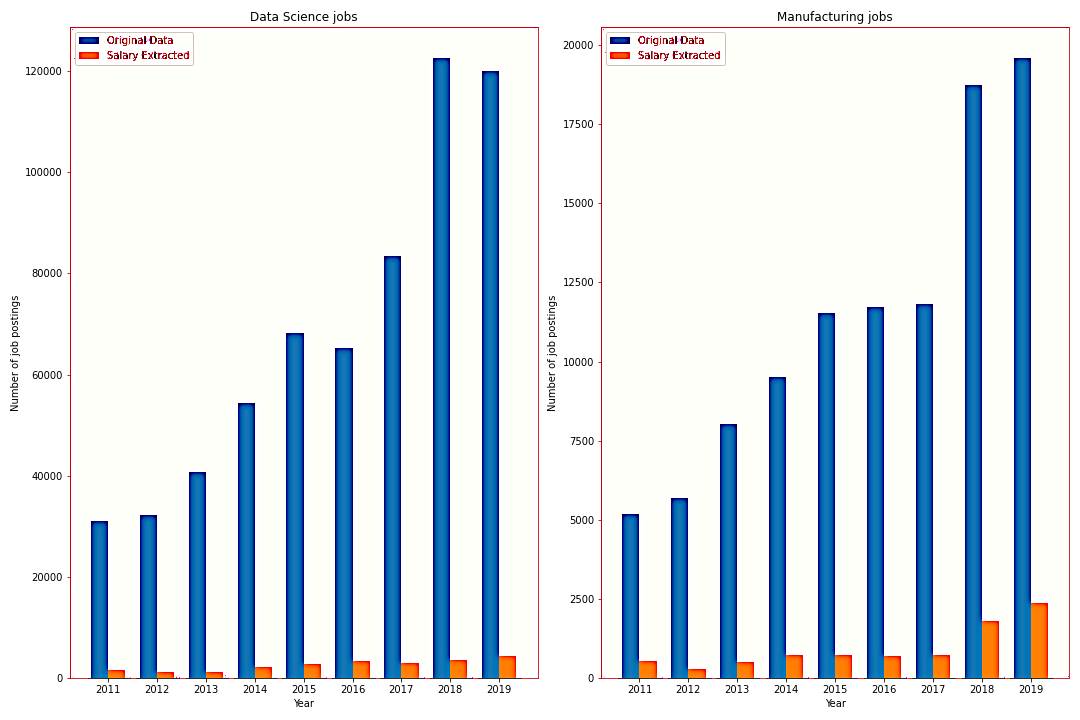 Data Science jobs
Original Data
Salary Extracted
120000
100000
80000
60000
40000
20000
0
Number of job postings
2011 2012 2013 2014 2015 2016 2017 2018 2019
Year
Manufacturing jobs
Original Data
Salary Extracted
20000
17500
15000
12500
10000
7500
5000
2500
0
Number of job postings
2011 2012 2013 2014 2015 2016 2017 2018 2019
Year